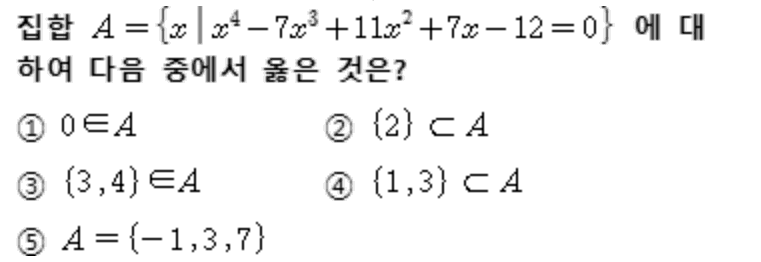 집합 A={x|x⁴-7x³+11x²+7x-12=0} 에 대
하여 다음 중에서 옳은 것은?
① 0∈A ② {2}⊂A
③ {3,4}∈A ④ {1,3}⊂A
⑤ A={-1,3,7}